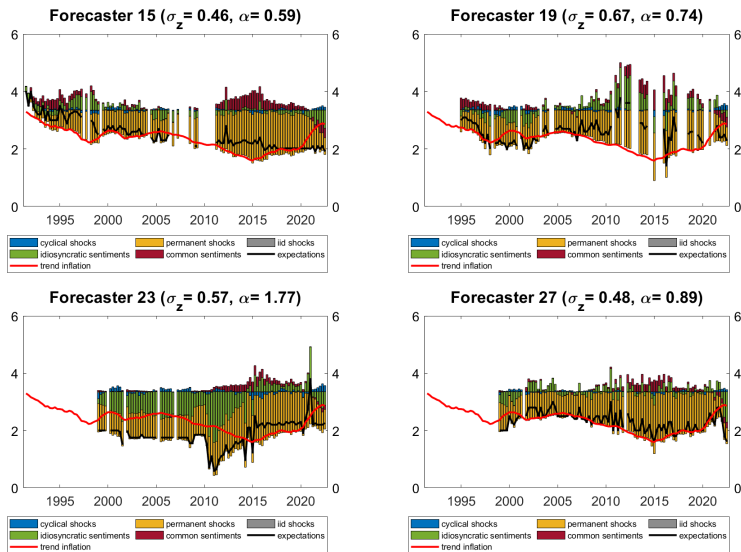 Forecaster 15 (σz= 0.46, α= 0.59)
6 6
4 4
2 2
0 0
1995 2000 2005 2010 2015 2020
cyclical shocks permanent shocks iid shocks
idiosyncratic sentiments common sentiments expectations
trend inflation
Forecaster 19 (σz= 0.67, α= 0.74)
6 6
4 4
2 2
0 0
1995 2000 2005 2010 2015 2020
cyclical shocks permanent shocks iid shocks
idiosyncratic sentiments common sentiments expectations
trend inflation
Forecaster 23 (σz= 0.57, α= 1.77)
6 6
4 4
2 2
0 0
1995 2000 2005 2010 2015 2020
cyclical shocks permanent shocks iid shocks
idiosyncratic sentiments common sentiments expectations
trend inflation
Forecaster 27 (σz= 0.48, α= 0.89)
6 6
4 4
2 2
0 0
1995 2000 2005 2010 2015 2020
cyclical shocks permanent shocks iid shocks
idiosyncratic sentiments common sentiments expectations
trend inflation